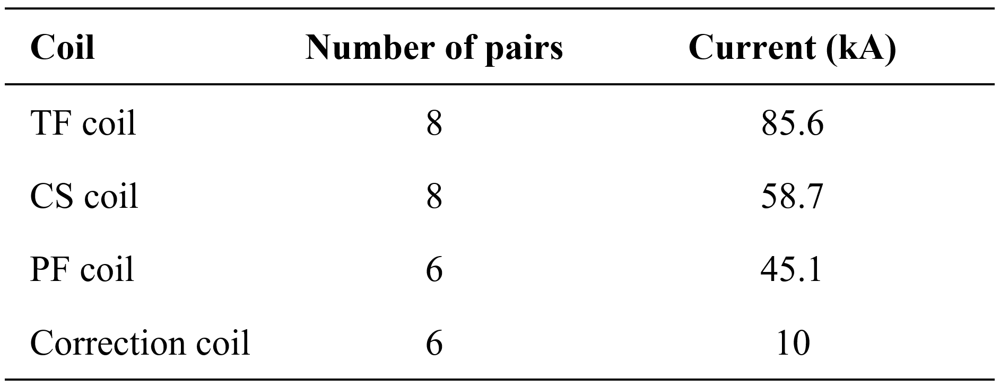 Coil Number of pairs Current (kA)
TF coil 8 85.6
CS coil 8 58.7
PF coil 6 45.1
Correction coil 6 10